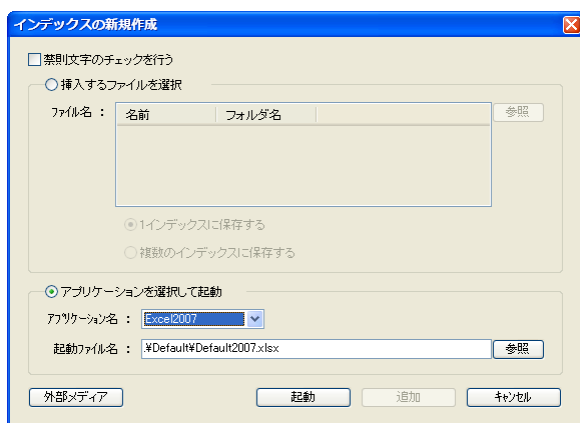 インデックスの新規作成
禁則文字のチェックを行う
挿入するファイルを選択
ファイル名 : 名前 フォルダ名 参照
1インデックスに保存する
複数のインデックスに保存する
アプリケーションを選択して起動
アプリケーション名 : Excel2007
起動ファイル名 : .¥Default¥Default2007.xlsx 参照
外部メディア 起動 追加 キャンセル